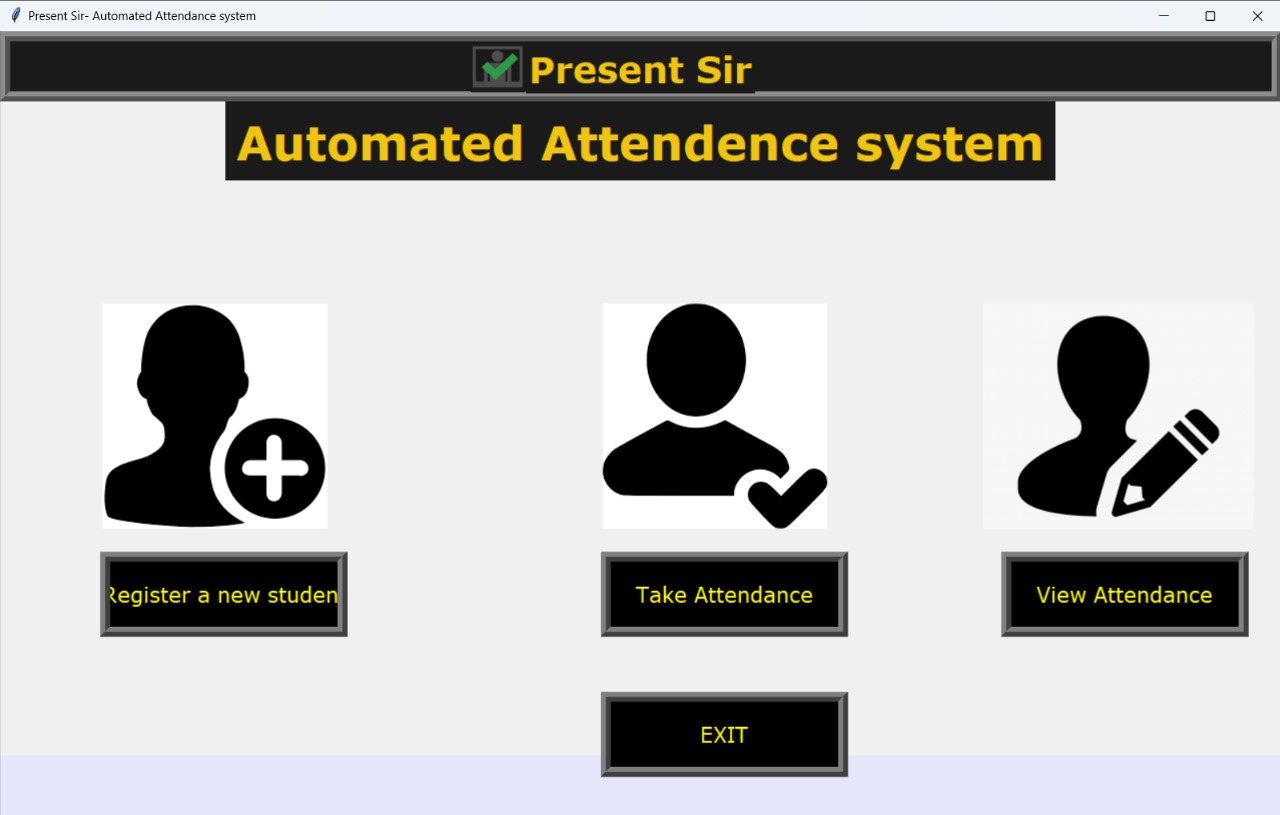 Present Sir- Automated Attendance system
Present Sir
Automated Attendence system
Register a new studen
Take Attendance
View Attendance
EXIT